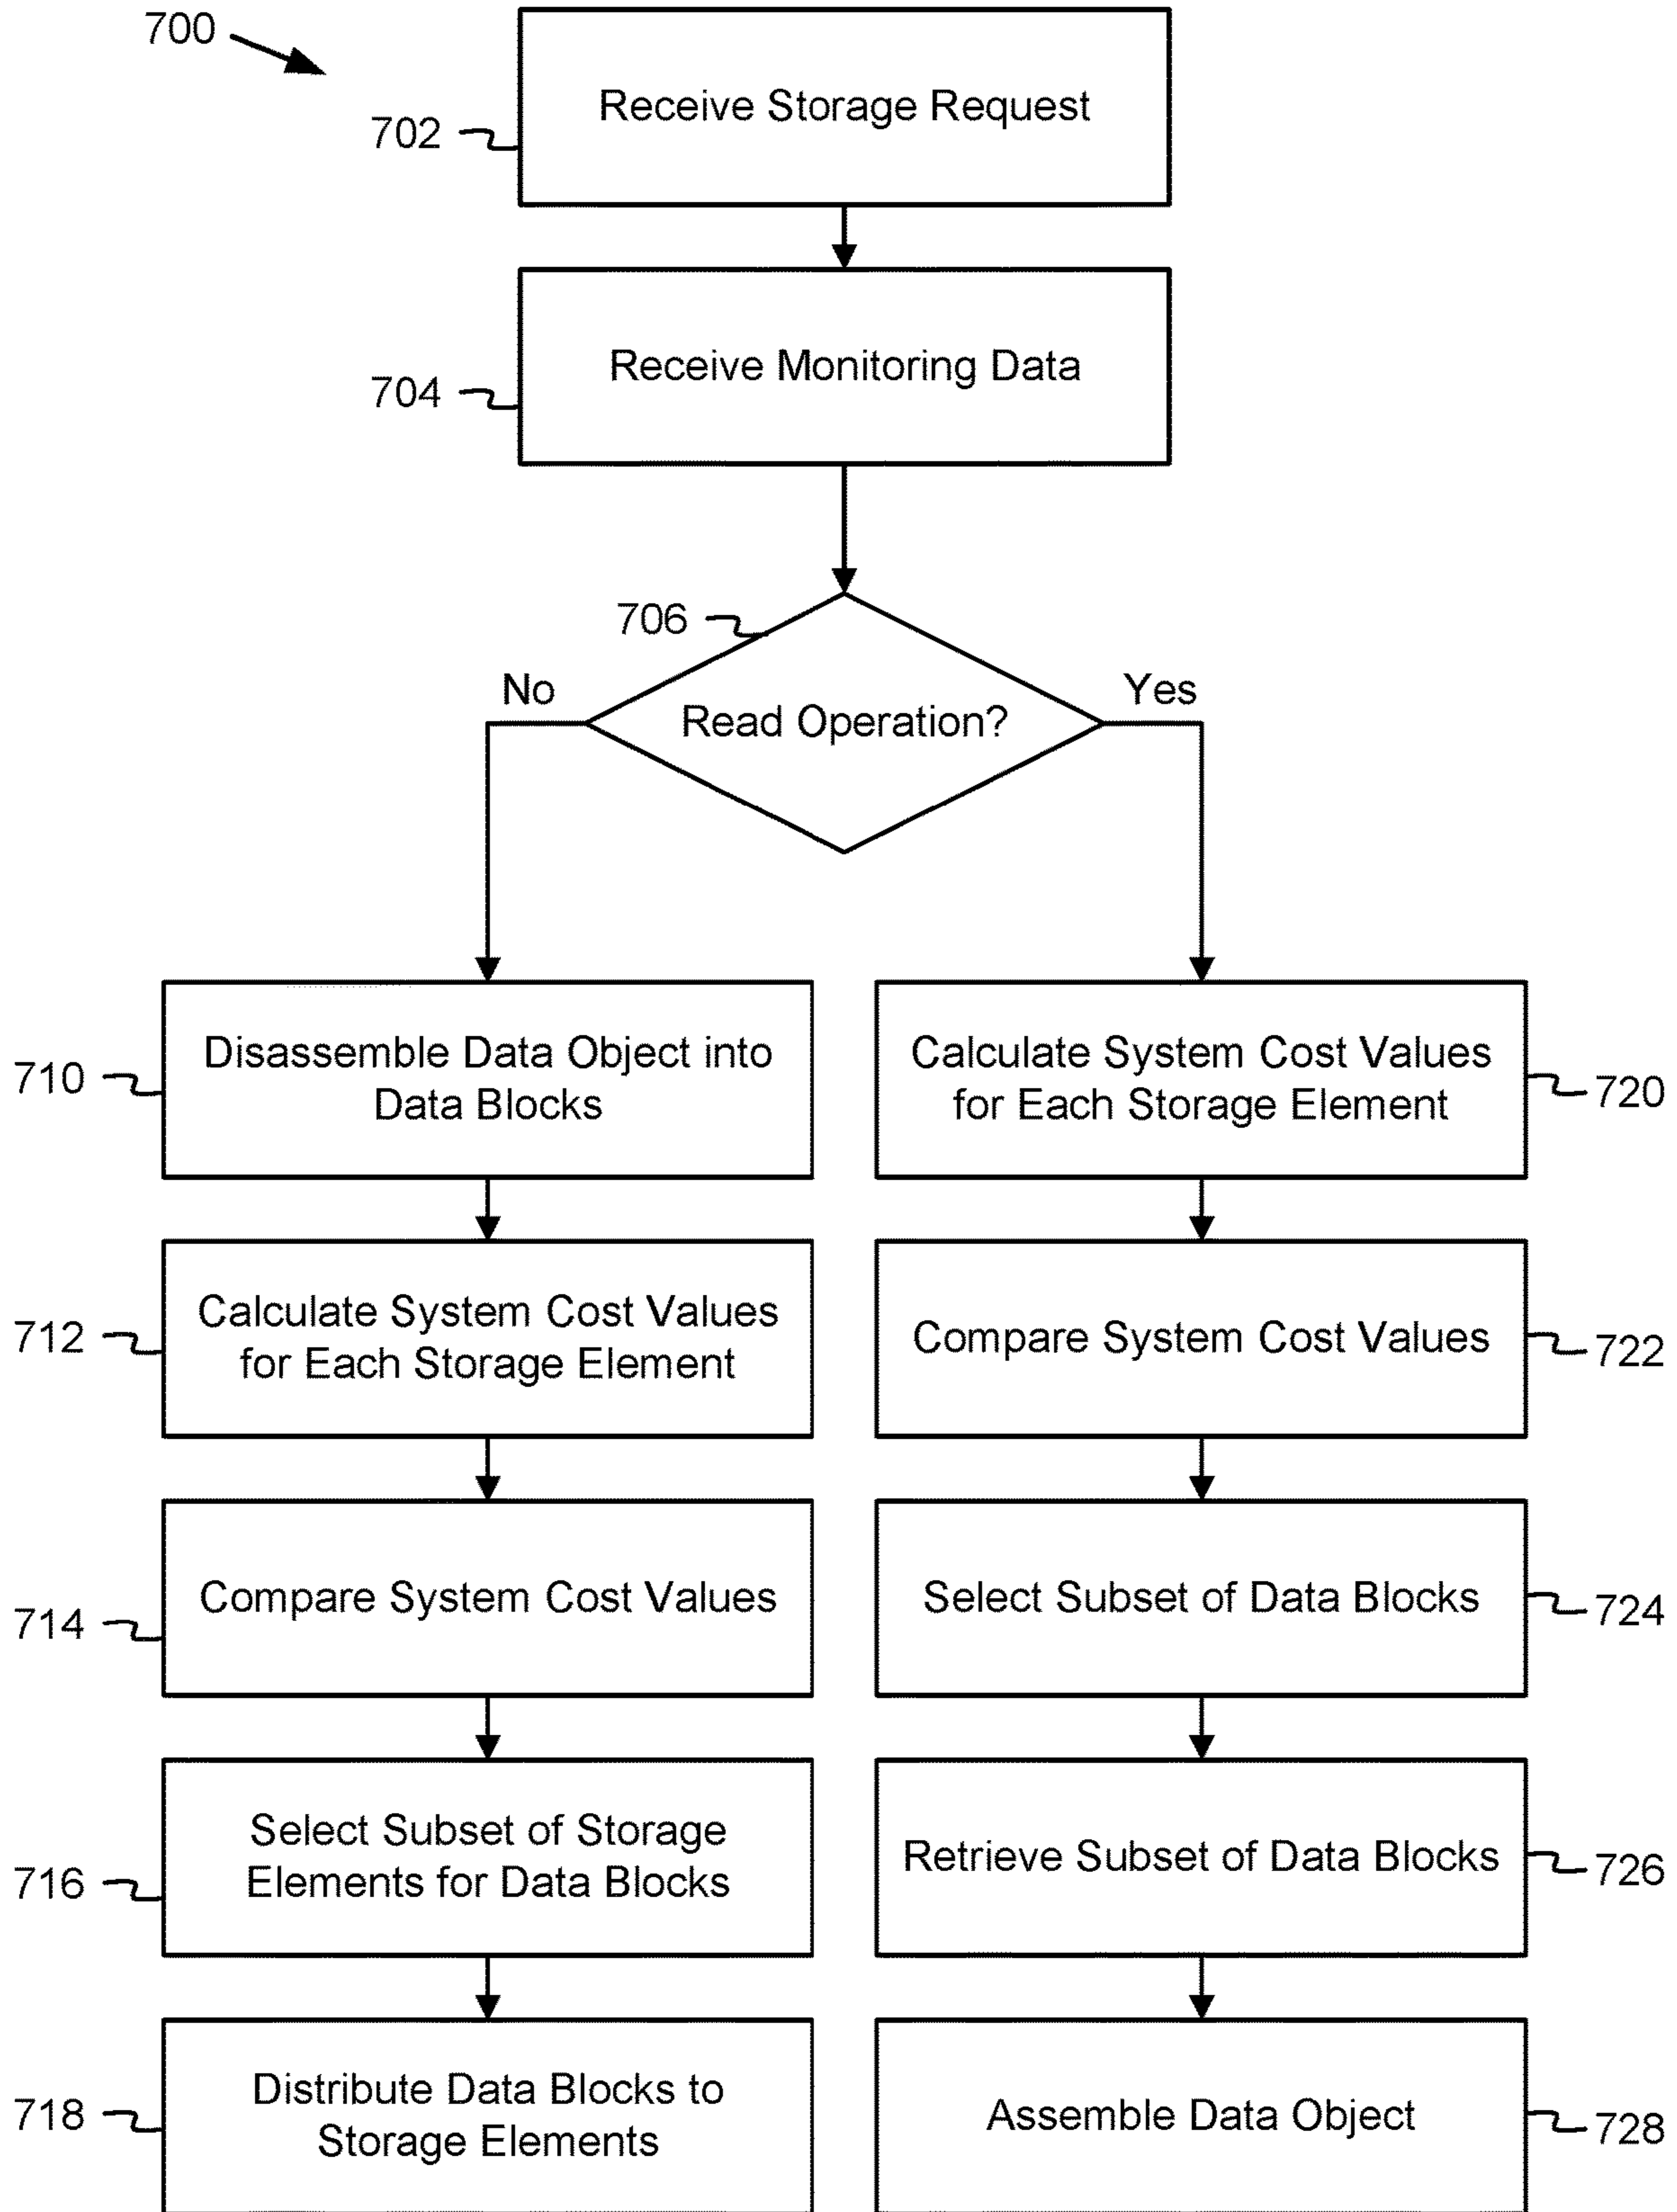 700
Receive Storage Request
702
Receive Monitoring Data
704
706
No
Yes
Read Operation?
Disassemble Data Object into
Data Blocks
710
Calculate System Cost Values
for Each Storage Element
720
Calculate System Cost Values
for Each Storage Element
712
Compare System Cost Values
722
Compare System Cost Values
714
Select Subset of Data Blocks
724
Select Subset of Storage
Elements for Data Blocks
716
Retrieve Subset of Data Blocks
726
Distribute Data Blocks to
Storage Elements
718
Assemble Data Object
728